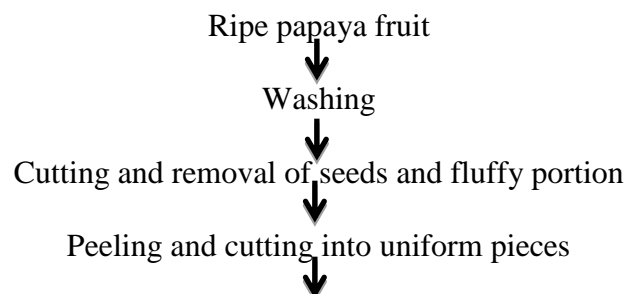 Ripe papaya fruit
Washing
Cutting and removal of seeds and fluffy portion
Peeling and cutting into uniform pieces